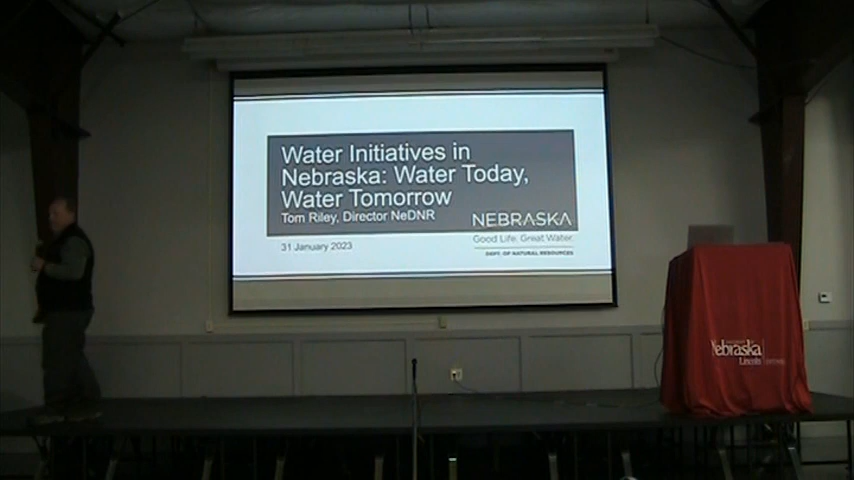 Water Initiatives in
Nebraska: Water Today,
Water Tomorrow
Tom Riley, Director NeDNR
NEBRASKA
Good Life. Great Water.
31 January 2023
DEPT. OF NATURAL RESOURCES
Nebraska
Lincoln